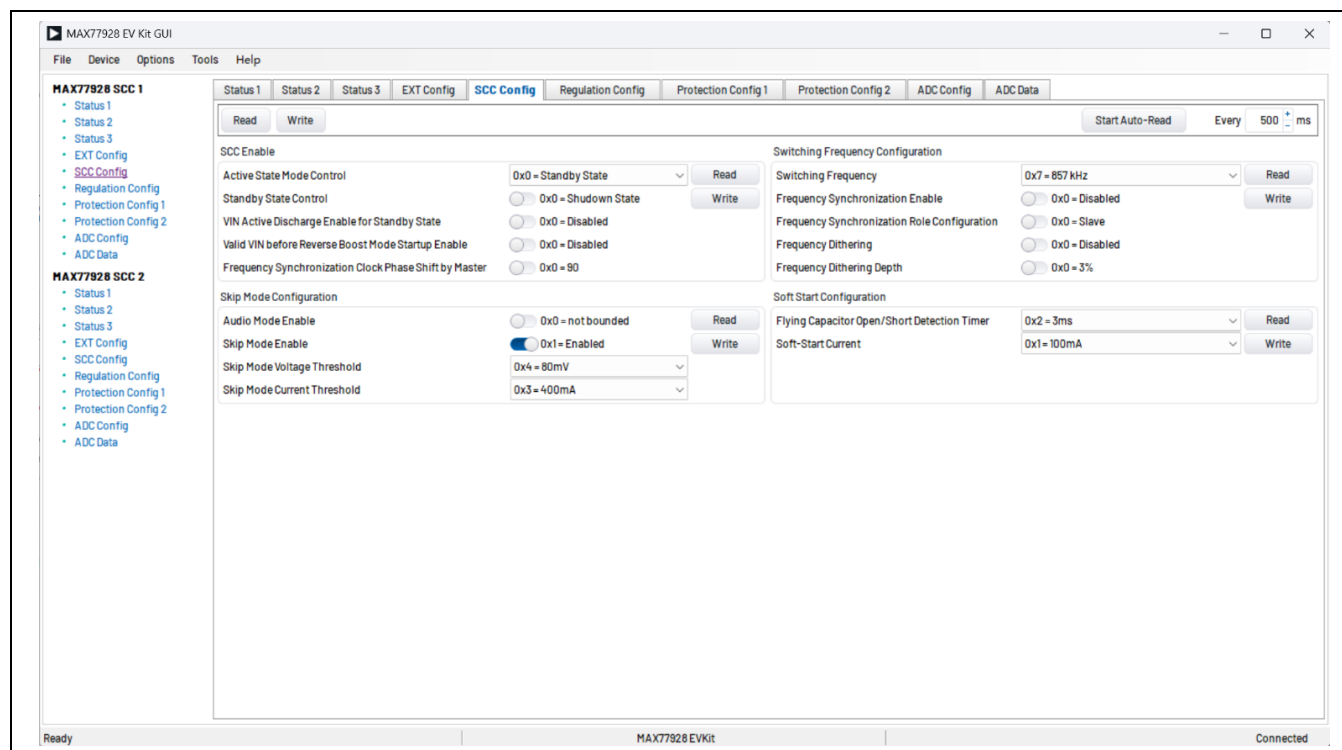 MAX77928 EV Kit GUI
File Device Options Tools Help
MAX77928 SCC 1
Status 1
Status 2
Status 3
EXT Config
SCC Config
Regulation Config
Protection Config 1
Protection Config 2
ADC Config
ADC Data
MAX77928 SCC 2
Status 1
Status 2
Status 3
EXT Config
SCC Config
Regulation Config
Protection Config 1
Protection Config 2
ADC Config
ADC Data
Status 1 Status 2 Status 3 EXT Config SCC Config Regulation Config Protection Config 1 Protection Config 2 ADC Config ADC Data
Read Write Start Auto-Read Every 500 ms
SCC Enable
Active State Mode Control 0x0 = Standby State Read
Standby State Control 0x0 = Shudown State Write
VIN Active Discharge Enable for Standby State 0x0 = Disabled
Valid VIN before Reverse Boost Mode Startup Enable 0x0 = Disabled
Frequency Synchronization Clock Phase Shift by Master 0x0 = 90
Switching Frequency Configuration
Switching Frequency 0x7 = 857 kHz Read
Frequency Synchronization Enable 0x0 = Disabled Write
Frequency Synchronization Role Configuration 0x0 = Slave
Frequency Dithering 0x0 = Disabled
Frequency Dithering Depth 0x0 = 3%
Skip Mode Configuration
Audio Mode Enable 0x0 = not bounded Read
Skip Mode Enable 0x1 = Enabled Write
Skip Mode Voltage Threshold 0x4 = 80mV
Skip Mode Current Threshold 0x3 = 400mA
Soft Start Configuration
Flying Capacitor Open/Short Detection Timer 0x2 = 3ms Read
Soft-Start Current 0x1 = 100mA Write
Ready MAX77928 EVKit Connected